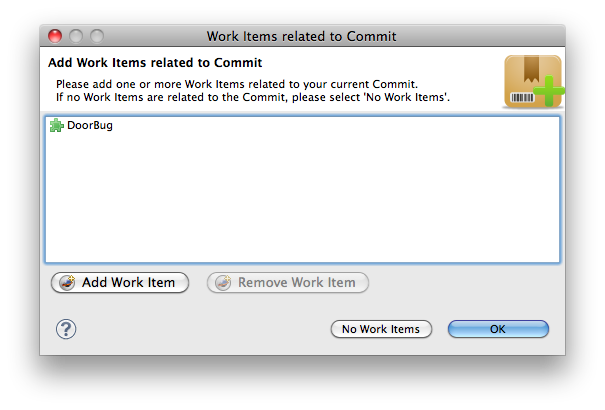 Work Items related to Commit
Add Work Items related to Commit
Please add one or more Work Items related to your current Commit.
If no Work Items are related to the Commit, please select 'No Work Items'.
DoorBug
Add Work Item
Remove Work Item
?
No Work Items
OK